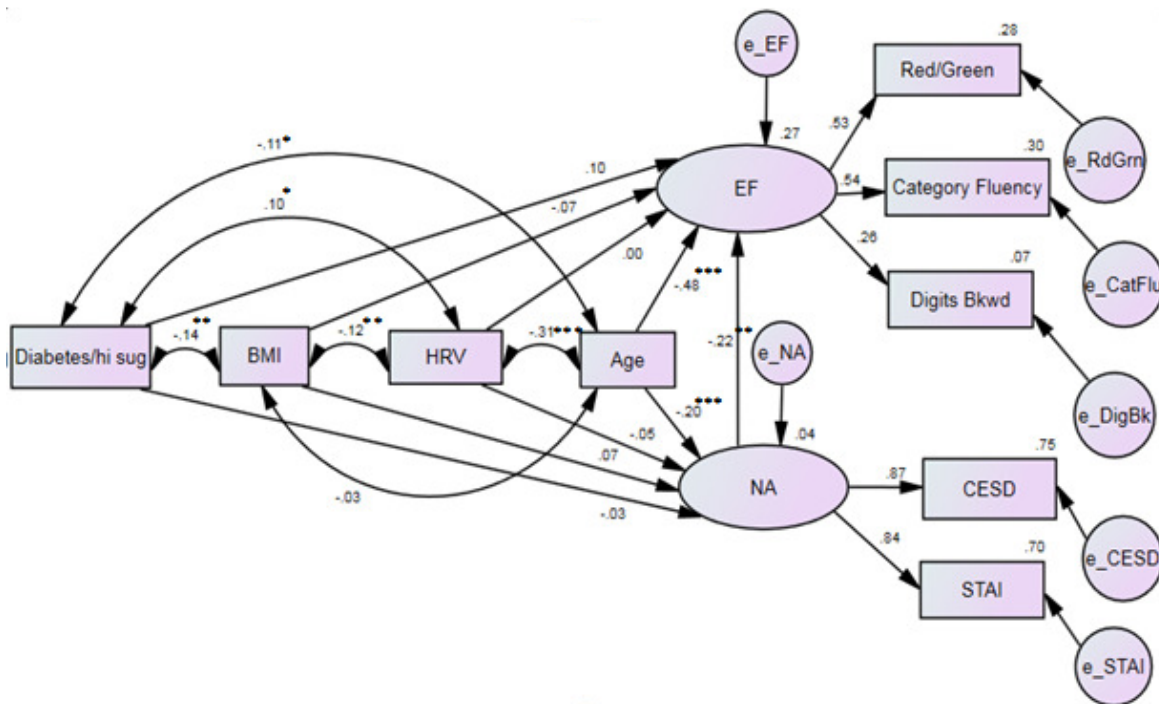 e_EF
.28
Red/Green
-.11*
.27
.53
e_RdGrn
.30
.10
EF
.54
Category Fluency
.10*
-.07
.26
.07
e_CatFlu
.00
-.48***
Digits Bkwd
-.14**
-.12**
-.31***
-.22**
e_NA
Diabetes/hi sug
BMI
HRV
Age
-.20***
e_DigBk
-.05
.04
.75
.07
.87
NA
CESD
-.03
-.03
.84
.70
e_CESD
STAI
e_STAI